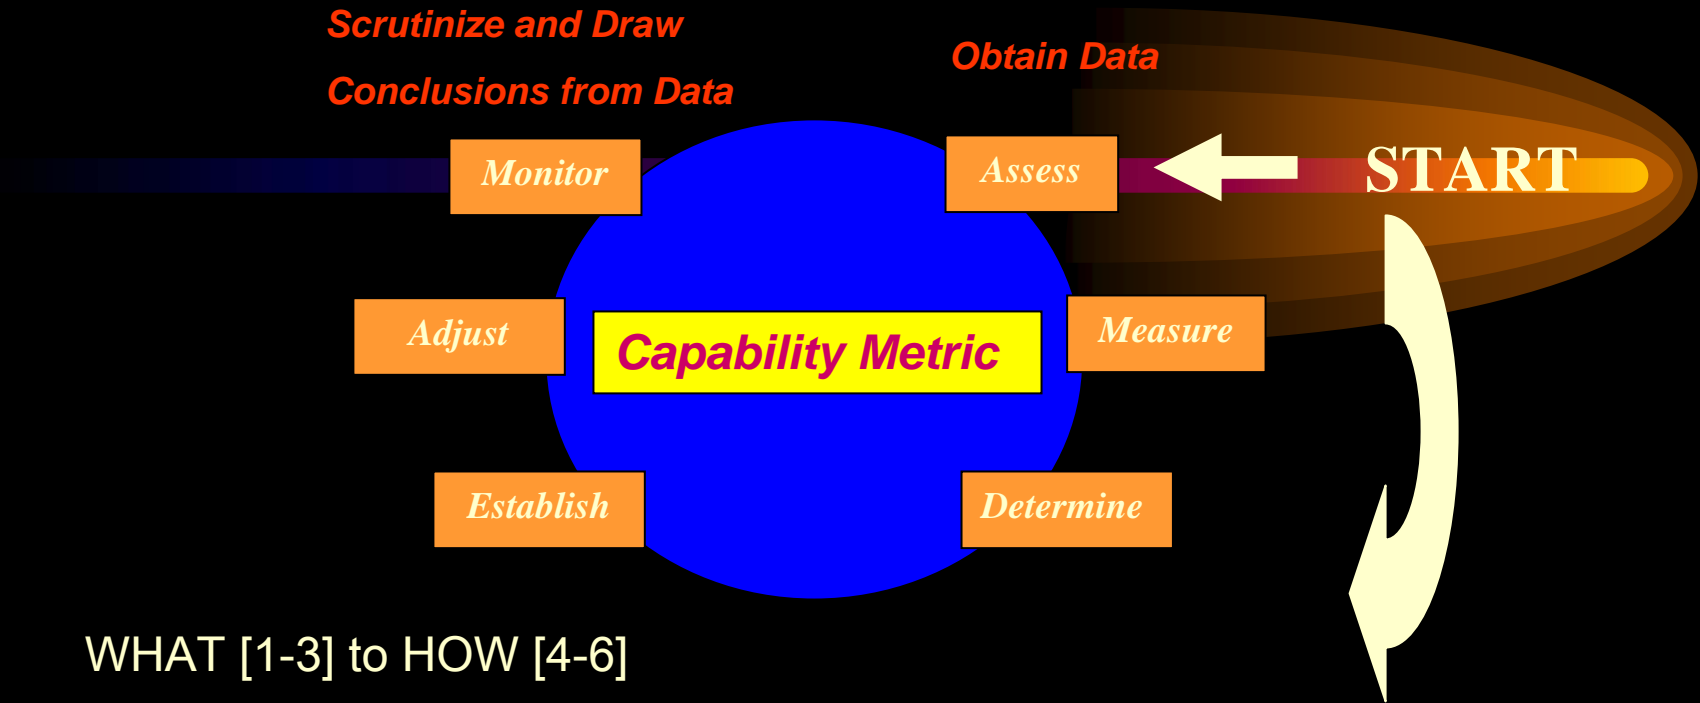 Scrutinize and Draw
Conclusions from Data
Obtain Data
Monitor
Assess
START
Adjust
Capability Metric
Measure
Establish
Determine
WHAT [1-3] to HOW [4-6]